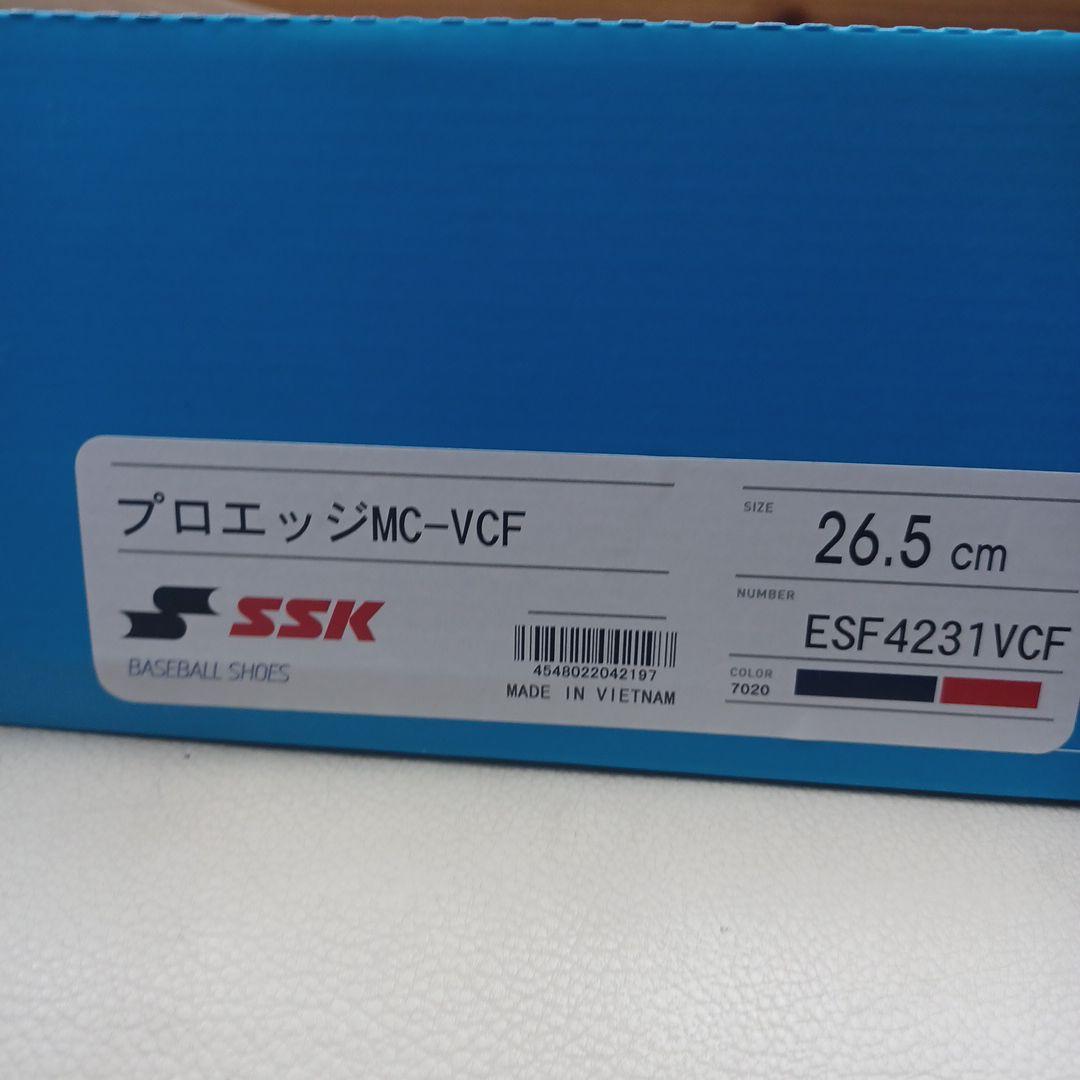 プロエッジMC-VCF
SSK
BASEBALL SHOES
4548022042197
MADE IN VIETNAM
SIZE
26.5 cm
NUMBER
ESF4231VCF
COLOR
7020